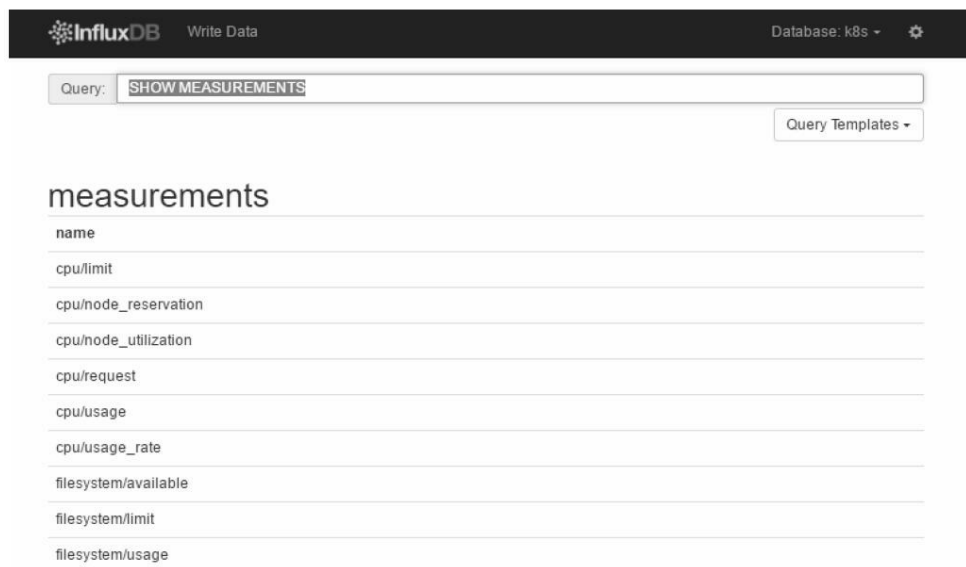 InfluxDB Write Data Database: k8s
Query: SHOW MEASUREMENTS
Query Templates
measurements
name
cpu/limit
cpu/node_reservation
cpu/node_utilization
cpu/request
cpu/usage
cpu/usage_rate
filesystem/available
filesystem/limit
filesystem/usage